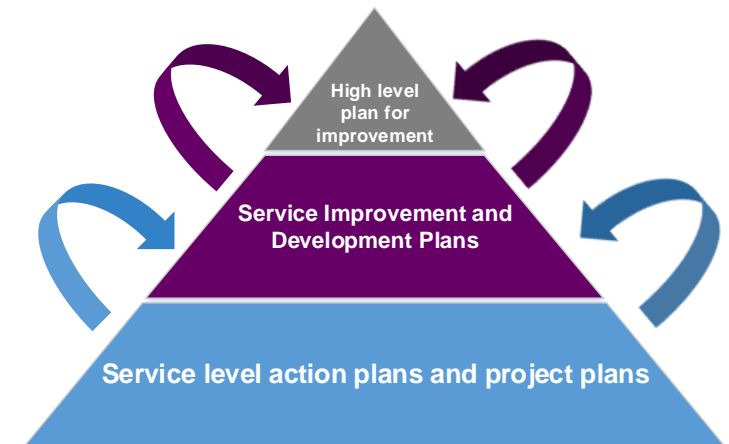 High level
plan for
improvement
Service Improvement and
Development Plans
Service level action plans and project plans